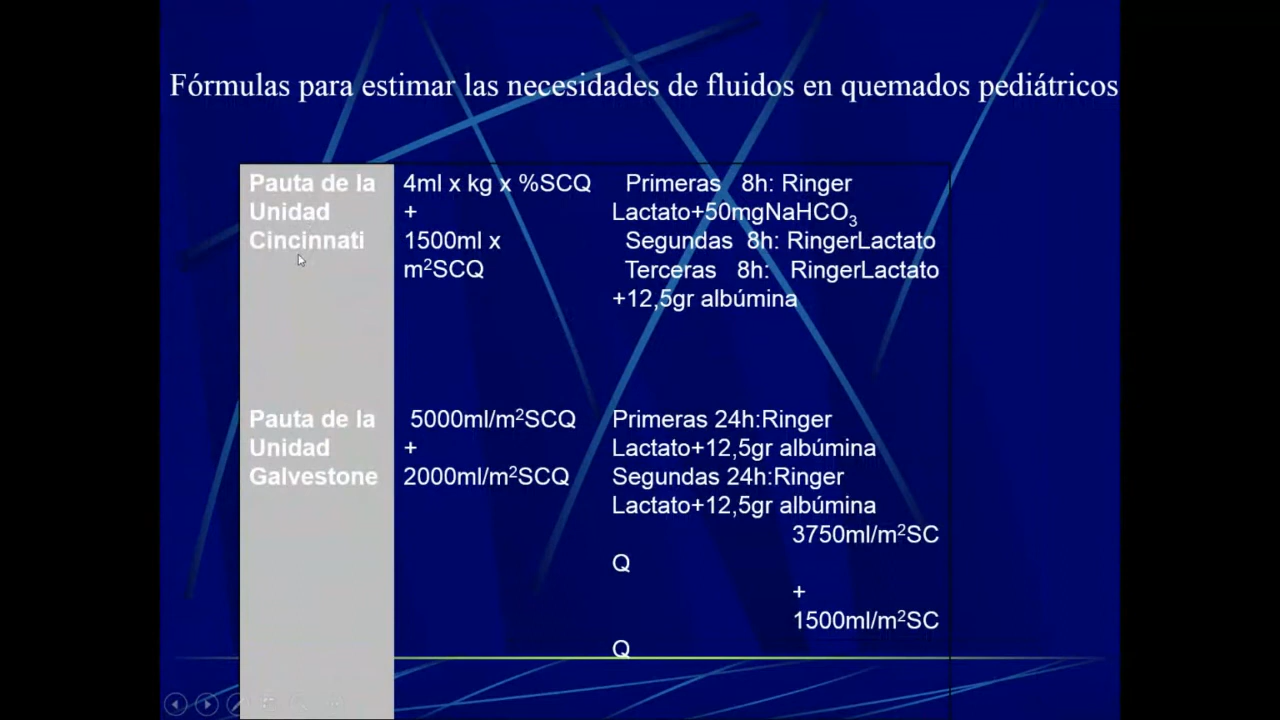 Fórmulas para estimar las necesidades de fluidos en quemados pediátricos
Pauta de la
Unidad
Cincinnati
4ml x kg x %SCQ
+
1500ml x
m²SCQ
Primeras 8h: Ringer
Lactato+50mgNaHCO₃
Segundas 8h: RingerLactato
Terceras 8h: RingerLactato
+12,5gr albúmina
Pauta de la
Unidad
Galvestone
5000ml/m²SCQ
+
2000ml/m²SCQ
Primeras 24h:Ringer
Lactato+12,5gr albúmina
Segundas 24h:Ringer
Lactato+12,5gr albúmina
3750ml/m²SC
Q
+
1500ml/m²SC
Q